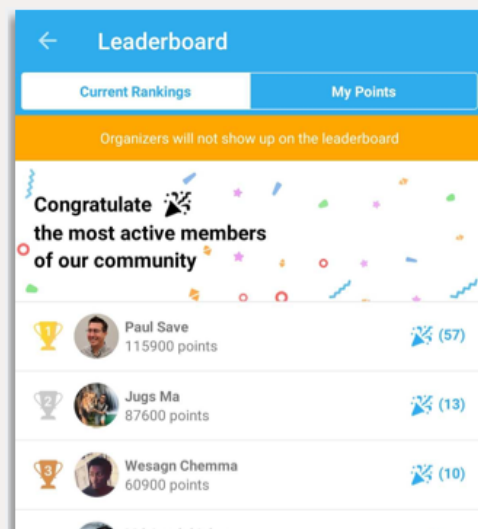 Leaderboard
Current Rankings
My Points
Organizers will not show up on the leaderboard
Congratulate
the most active members
of our community
1
Paul Save
115900 points
(57)
2
Jugs Ma
87600 points
(13)
3
Wesagn Chemma
60900 points
(10)